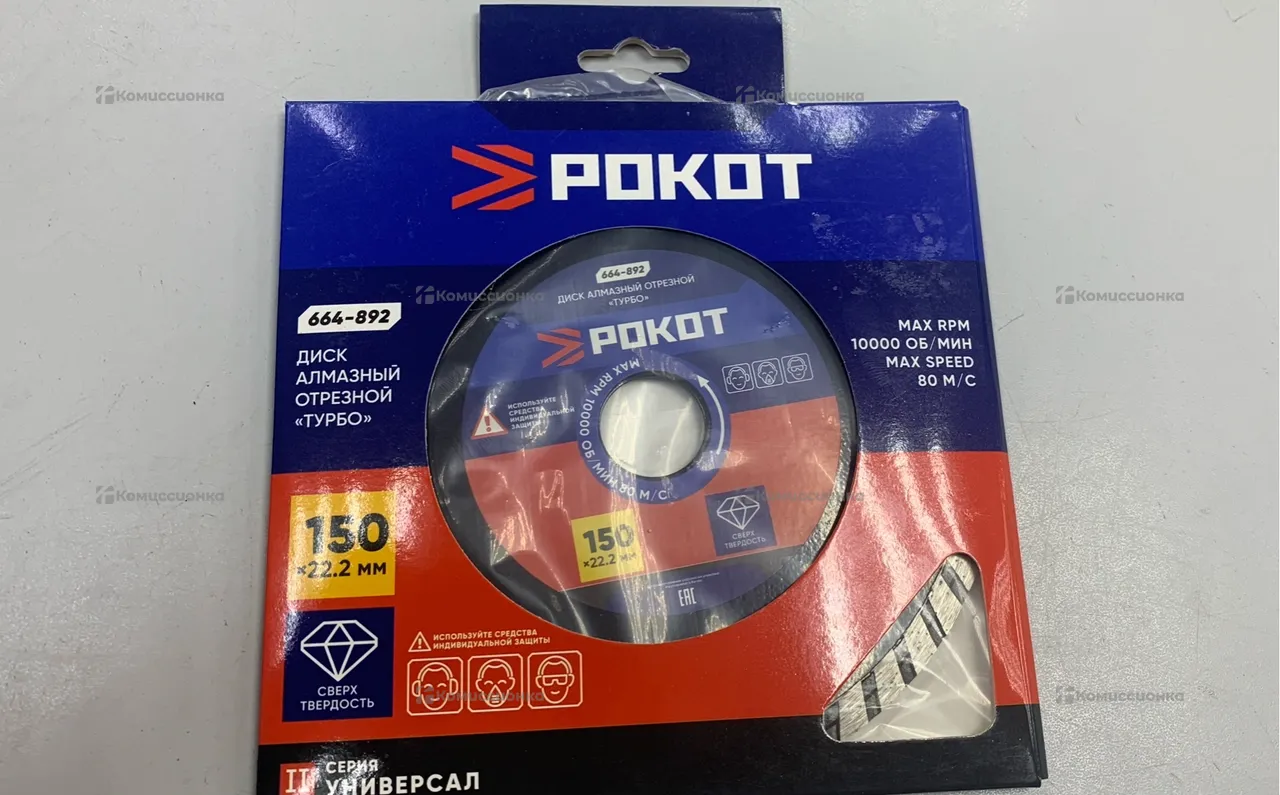 РОКОТ
664-892
ДИСК
АЛМАЗНЫЙ
ОТРЕЗНОЙ
«ТУРБО»
MAX RPM
10000 ОБ/МИН
MAX SPEED
80 М/С
664-892
ДИСК АЛМАЗНЫЙ ОТРЕЗНОЙ
«ТУРБО»
РОКОТ
MAX RPM 10000 ОБ/МИН 80 М/С
ИСПОЛЬЗУЙТЕ
СРЕДСТВА
ИНДИВИДУАЛЬНОЙ
ЗАЩИТЫ
150
×22.2 ММ
СВЕРХ
ТВЕРДОСТЬ
EAC
150
×22.2 ММ
СВЕРХ
ТВЕРДОСТЬ
ИСПОЛЬЗУЙТЕ СРЕДСТВА
ИНДИВИДУАЛЬНОЙ ЗАЩИТЫ
II СЕРИЯ
УНИВЕРСАЛ
Комиссионка
Комиссионка
Комиссионка
Комиссионка
Комиссионка
Комиссионка
Комиссионка
Комиссионка